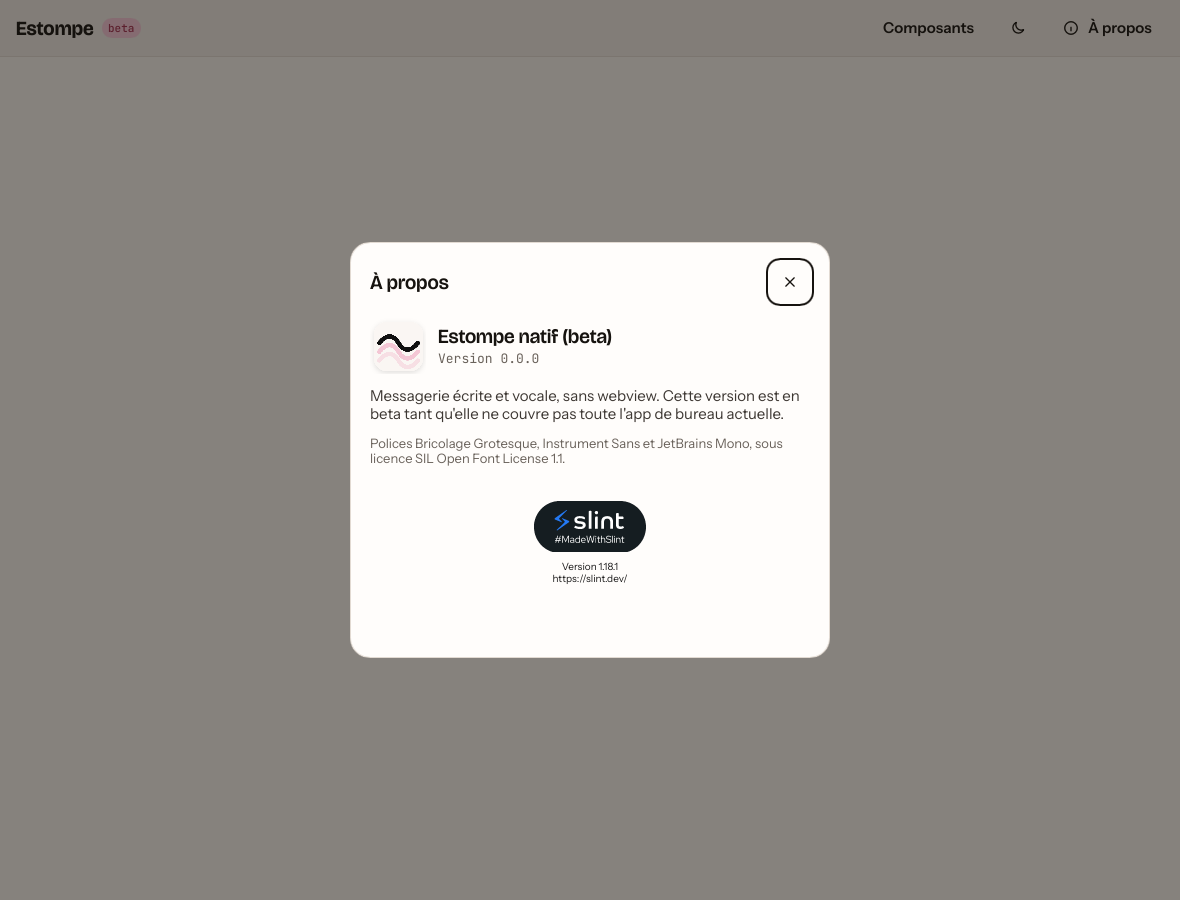 Estompe beta Composants À propos
À propos
Estompe natif (beta)
Version 0.0.0
Messagerie écrite et vocale, sans webview. Cette version est en
beta tant qu'elle ne couvre pas toute l'app de bureau actuelle.
Polices Bricolage Grotesque, Instrument Sans et JetBrains Mono, sous
licence SIL Open Font License 1.1.
slint
#MadeWithSlint
Version 1.18.1
https://slint.dev/